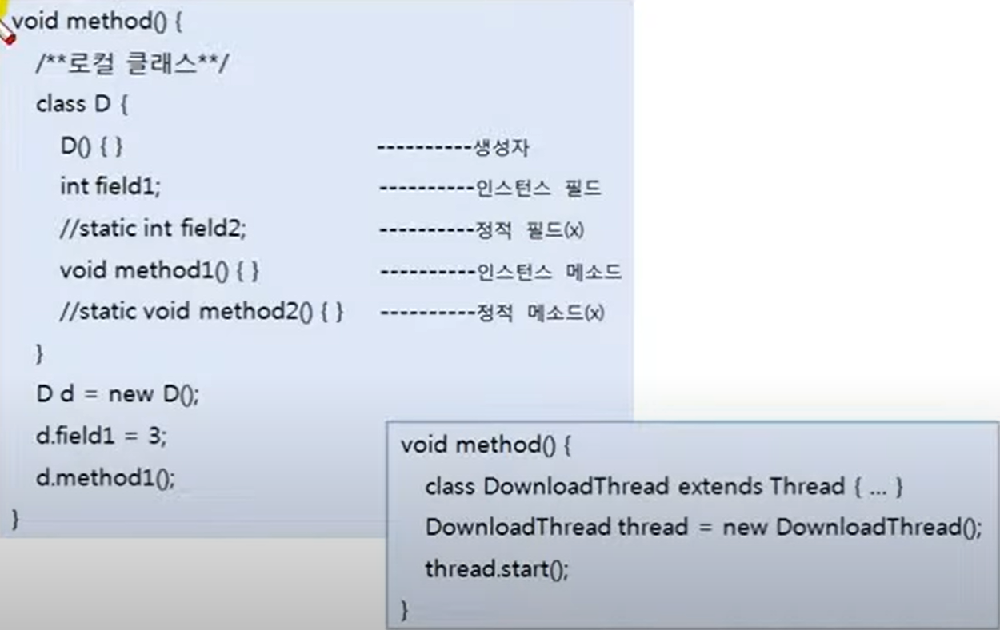 void method() {
/**로컬 클래스**/
class D {
D() { } ----------생성자
int field1; ----------인스턴스 필드
//static int field2; ----------정적 필드(x)
void method1() { } ----------인스턴스 메소드
//static void method2() { } ----------정적 메소드(x)
}
D d = new D();
d.field1 = 3;
d.method1();
}
void method() {
class DownloadThread extends Thread { ... }
DownloadThread thread = new DownloadThread();
thread.start();
}